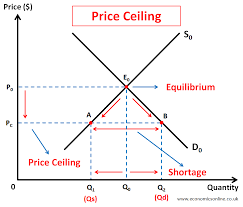 Price ($)
Price Ceiling
S₀
E₀
P₀
Equilibrium
A
B
Pc
Price Ceiling
Shortage
D₀
0
Q₁
Q₀
Q₂
Quantity
(Qs)
(Qd)
www.economicsonline.co.uk